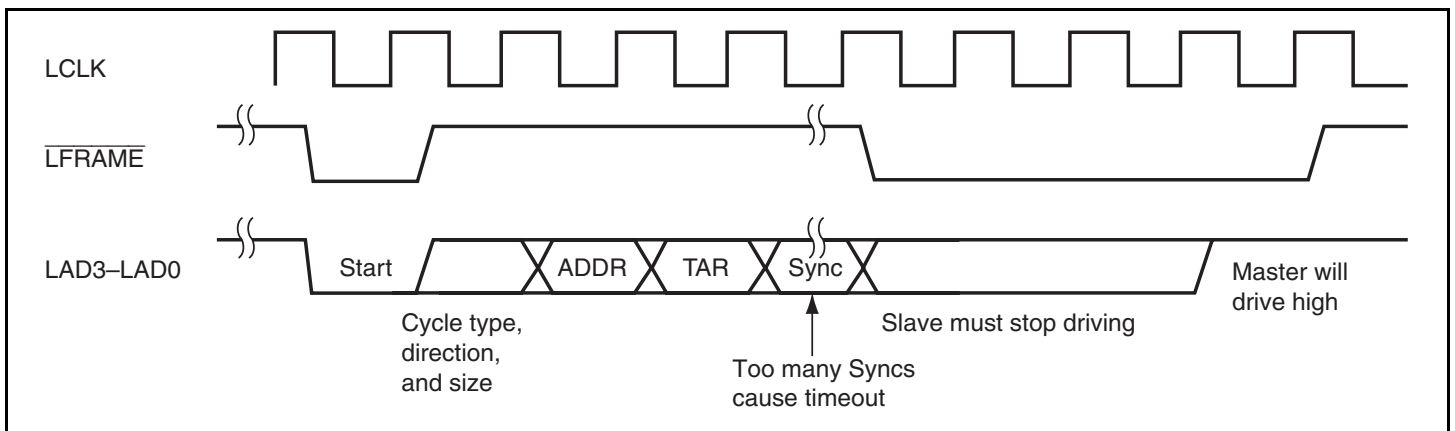 LCLK
LFRAME
LAD3–LAD0
Start
ADDR
TAR
Sync
Cycle type,
direction,
and size
Too many Syncs
cause timeout
Slave must stop driving
Master will
drive high